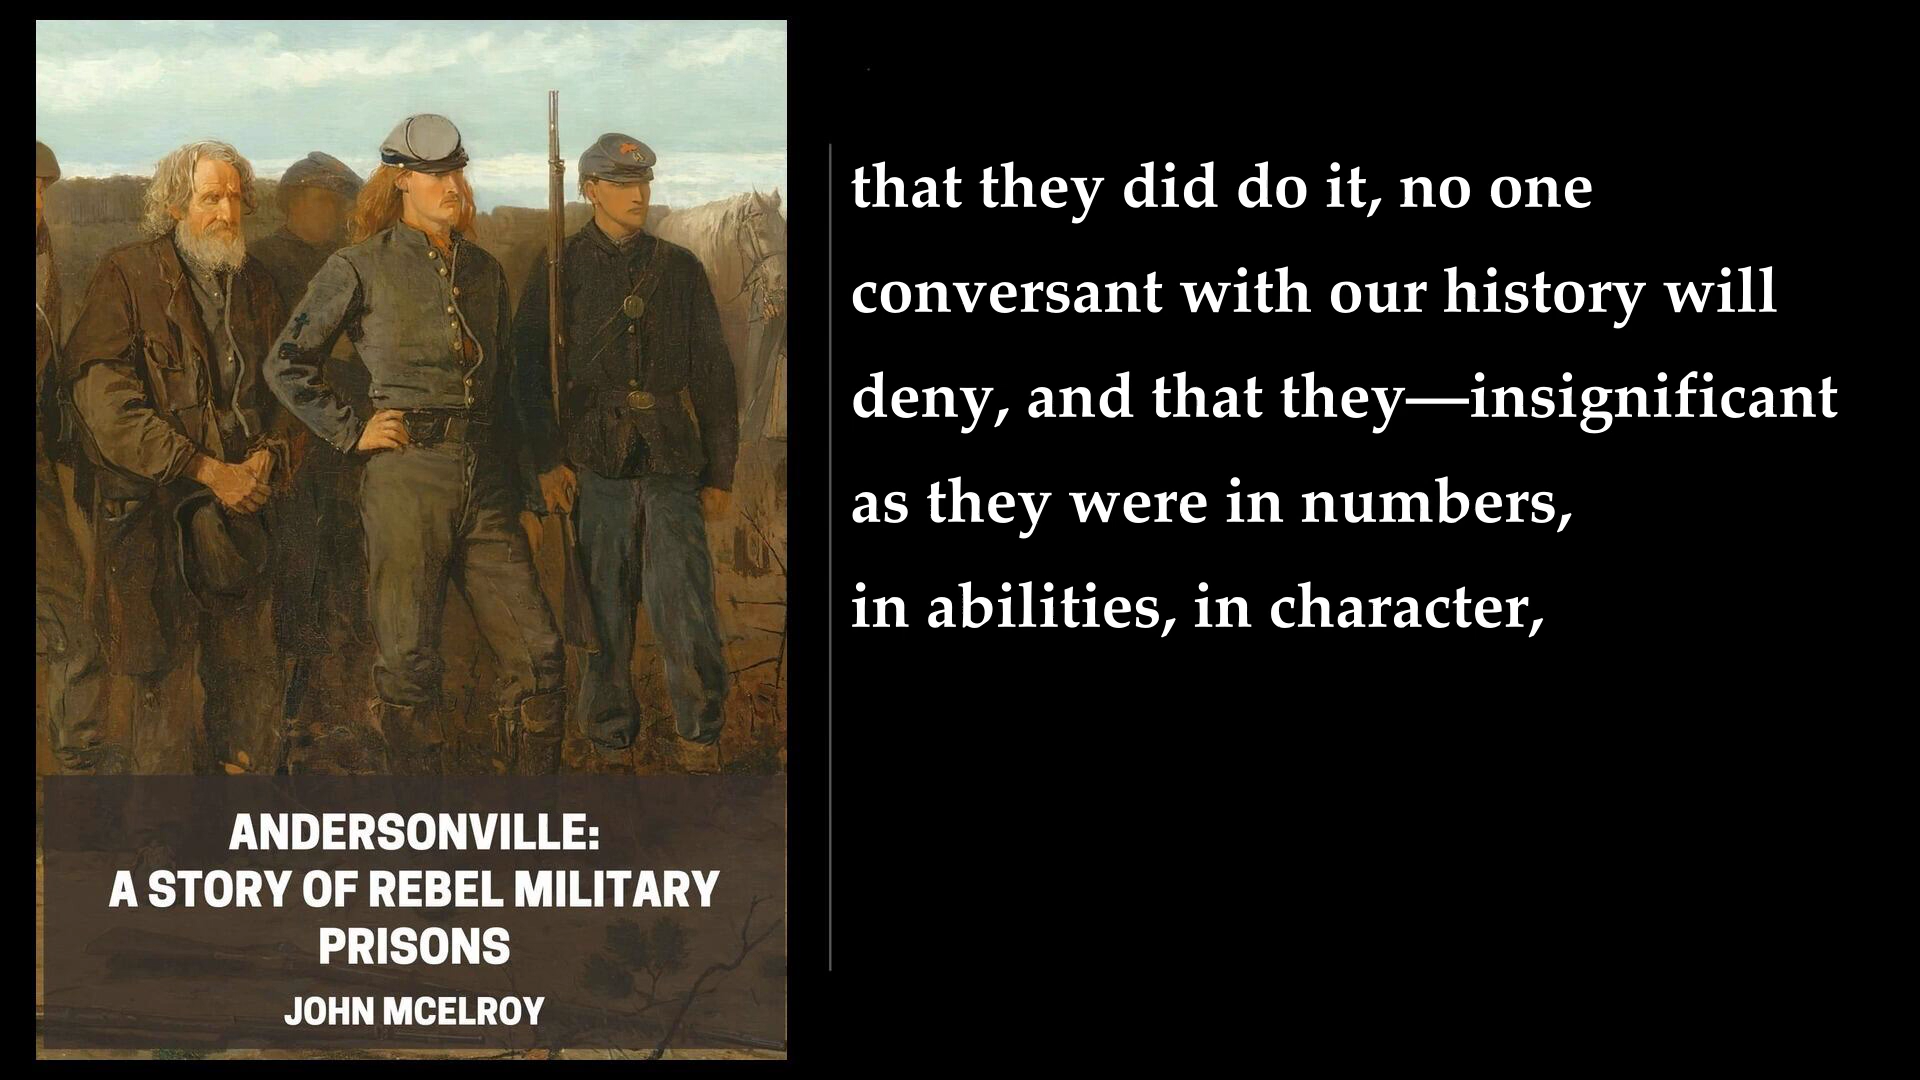 that they did do it, no one
conversant with our history will
deny, and that they—insignificant
as they were in numbers,
in abilities, in character,
ANDERSONVILLE:
A STORY OF REBEL MILITARY
PRISONS
JOHN MCELROY